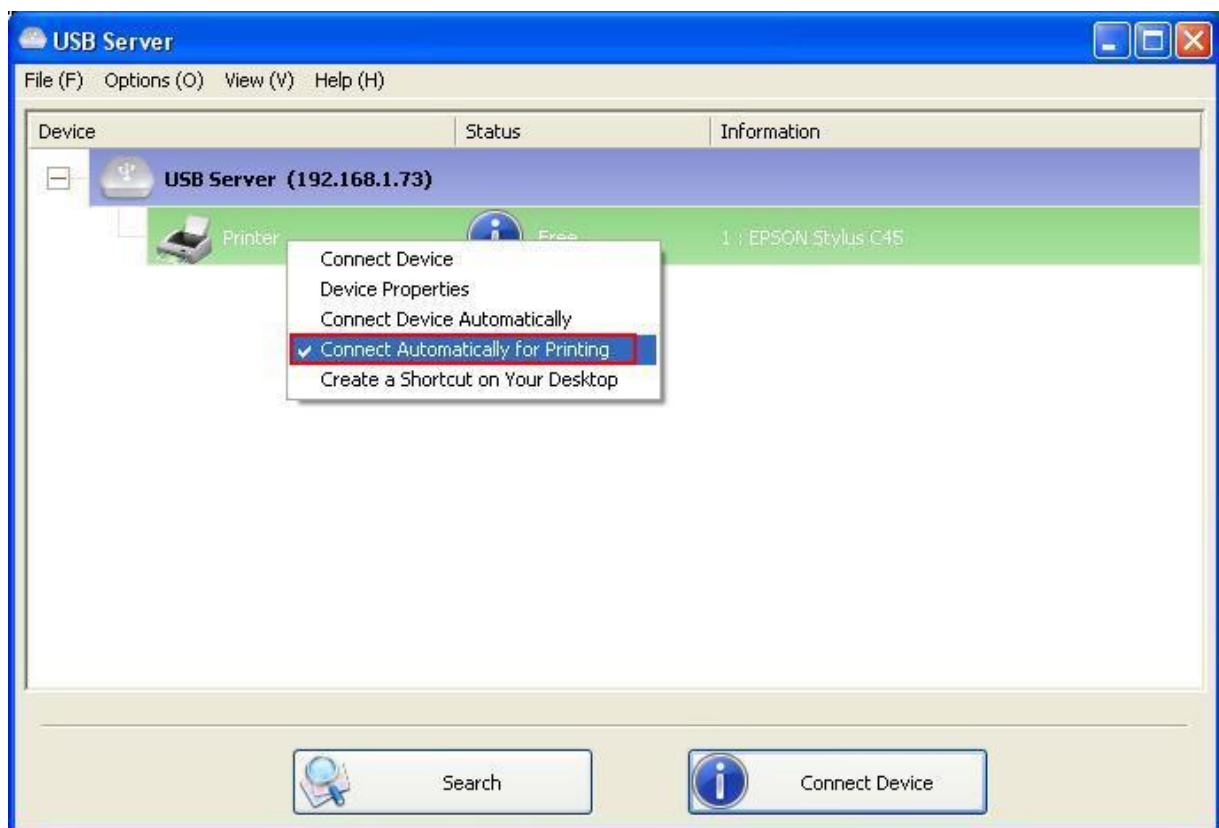 USB Server
File (F) Options (O) View (V) Help (H)
Device Status Information
USB Server (192.168.1.73)
Printer Free 1 : EPSON Stylus C45
Connect Device
Device Properties
Connect Device Automatically
Connect Automatically for Printing
Create a Shortcut on Your Desktop
Search Connect Device